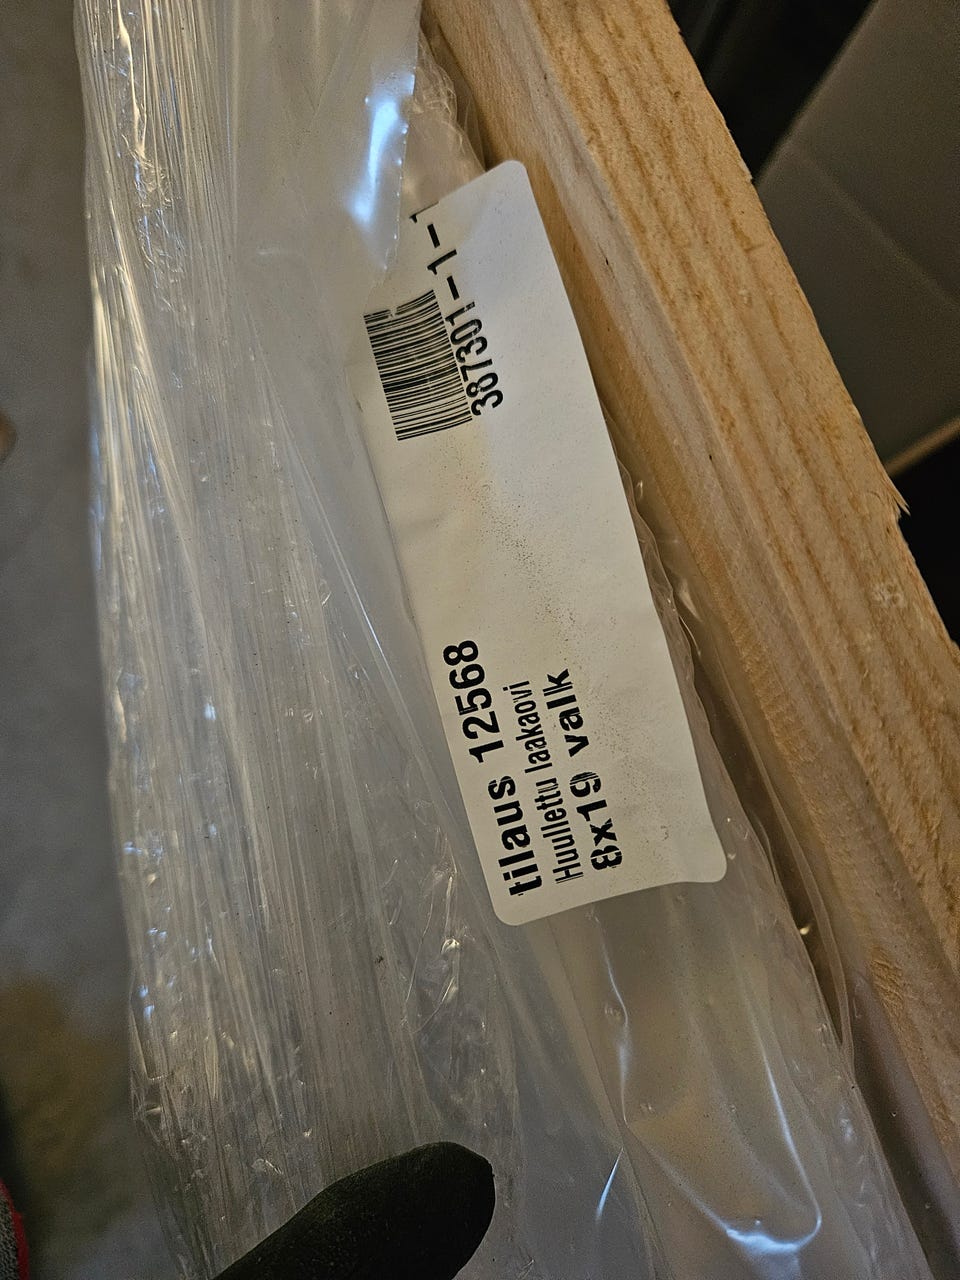 tilaus 12568
Huullettu laakaovi
8x19 valk
387301-1-1